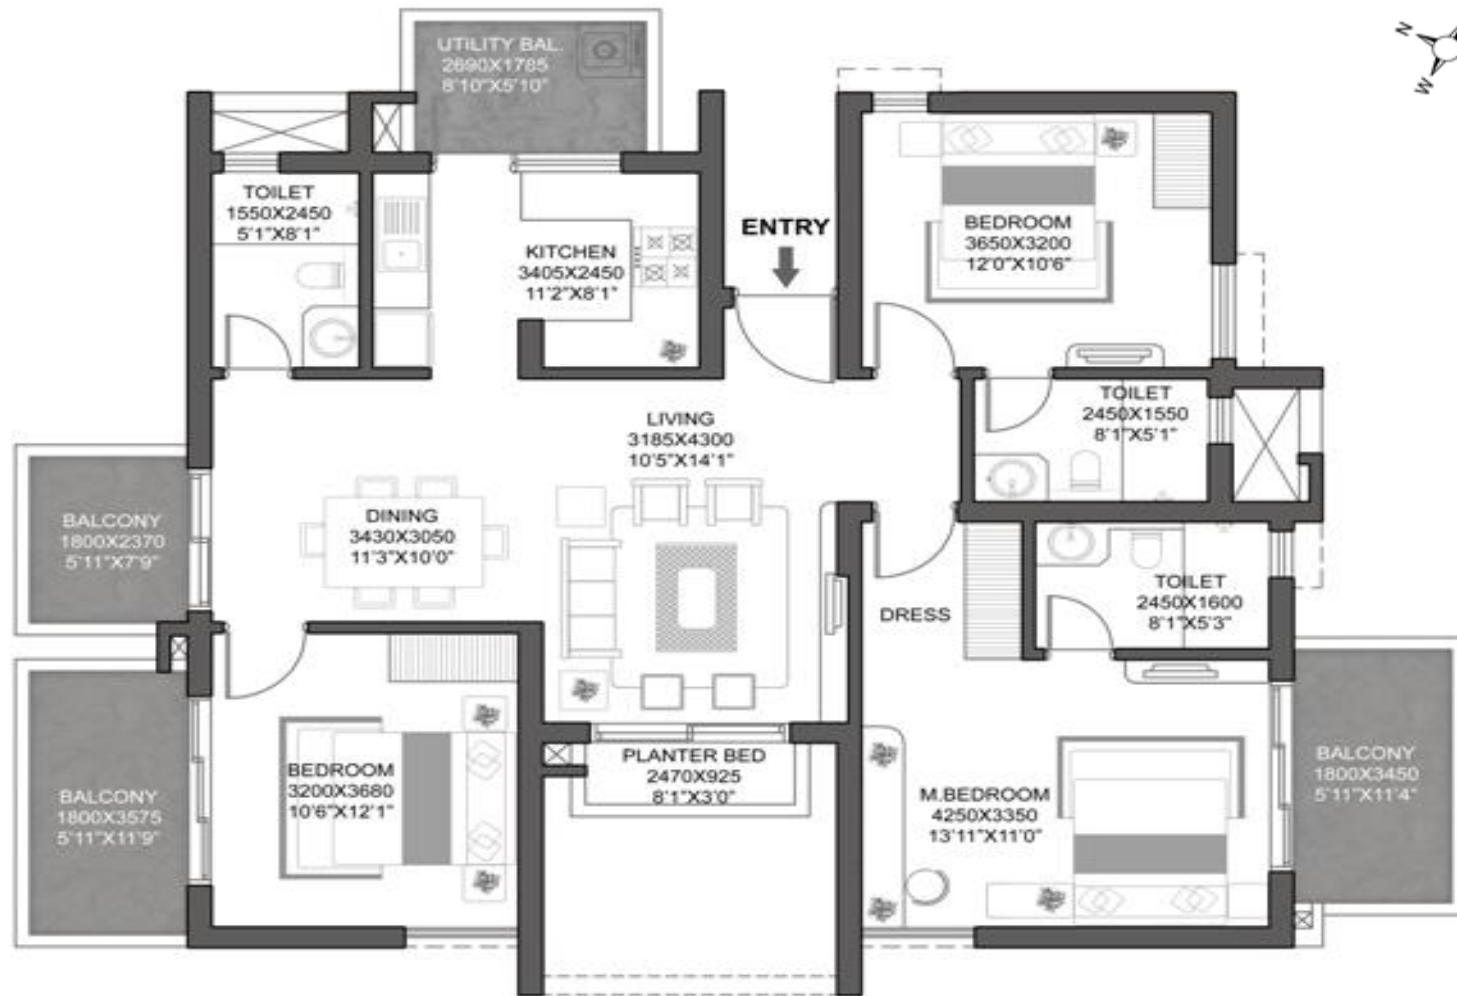 UTILITY BAL.
2690X1785
8'10"X5'10"
N
W
TOILET
1550X2450
5'1"X8'1"
KITCHEN
3405X2450
11'2"X8'1"
ENTRY
BEDROOM
3650X3200
12'0"X10'6"
LIVING
3185X4300
10'5"X14'1"
TOILET
2450X1550
8'1"X5'1"
BALCONY
1800X2370
5'11"X7'9"
DINING
3430X3050
11'3"X10'0"
TOILET
2450X1600
8'1"X5'3"
DRESS
BALCONY
1800X3575
5'11"X11'9"
BEDROOM
3200X3680
10'6"X12'1"
PLANTER BED
2470X925
8'1"X3'0"
M.BEDROOM
4250X3350
13'11"X11'0"
BALCONY
1800X3450
5'11"X11'4"